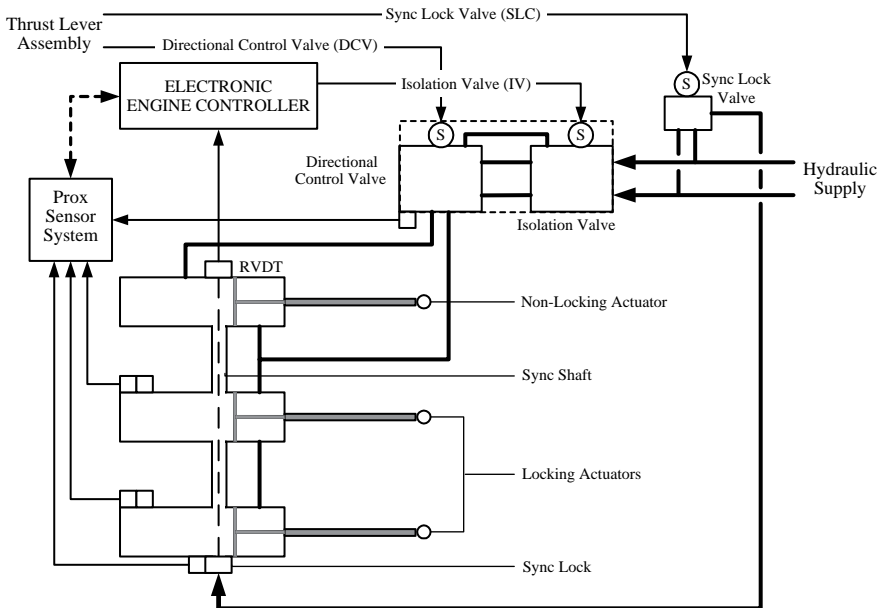 Sync Lock Valve (SLC)
Thrust Lever
Assembly
Directional Control Valve (DCV)
ELECTRONIC
ENGINE CONTROLLER
Isolation Valve (IV)
S
Sync Lock
Valve
S
S
Directional
Control Valve
Hydraulic
Supply
Prox
Sensor
System
Isolation Valve
RVDT
Non-Locking Actuator
Sync Shaft
Locking Actuators
Sync Lock